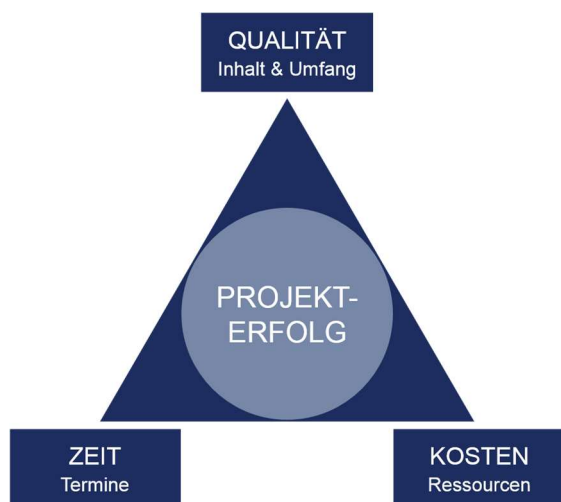 QUALITÄT
Inhalt & Umfang
PROJEKT-
ERFOLG
ZEIT
Termine
KOSTEN
Ressourcen